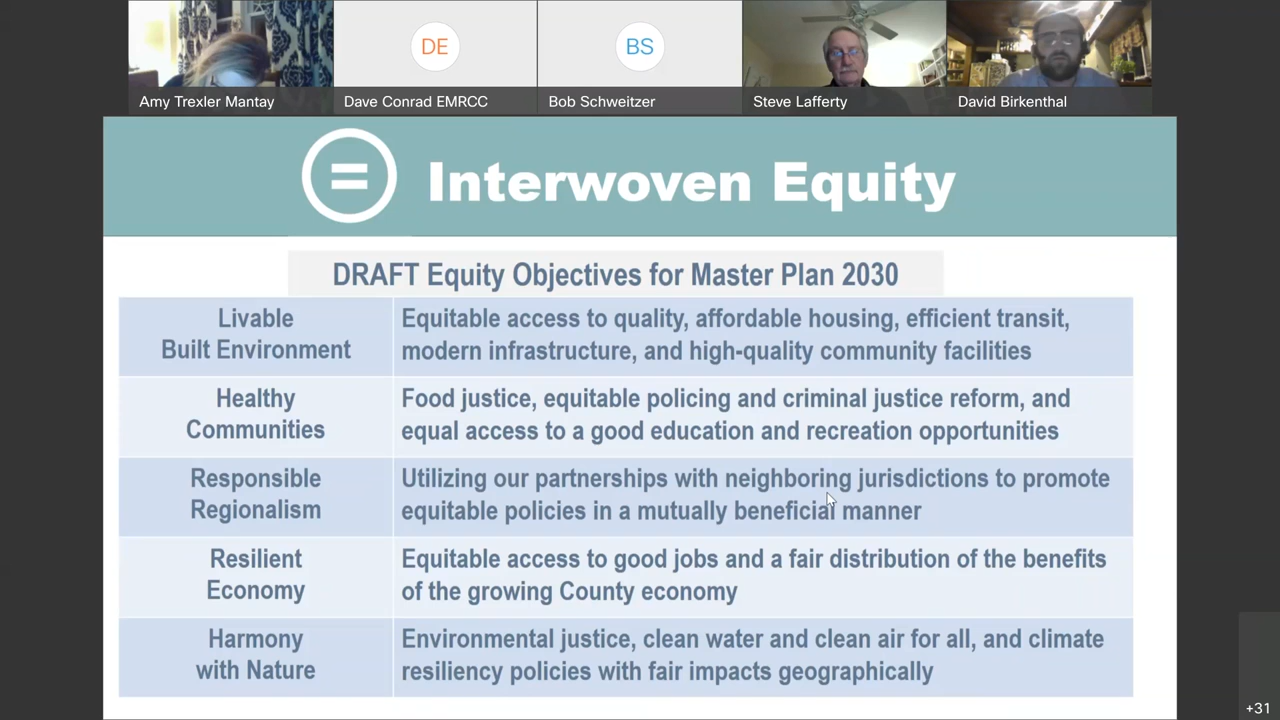 DE
BS
Amy Trexler Mantay
Dave Conrad EMRCC
Bob Schweitzer
Steve Lafferty
David Birkenthal
Interwoven Equity
DRAFT Equity Objectives for Master Plan 2030
Livable
Built Environment
Equitable access to quality, affordable housing, efficient transit,
modern infrastructure, and high-quality community facilities
Healthy
Communities
Food justice, equitable policing and criminal justice reform, and
equal access to a good education and recreation opportunities
Responsible
Regionalism
Utilizing our partnerships with neighboring jurisdictions to promote
equitable policies in a mutually beneficial manner
Resilient
Economy
Equitable access to good jobs and a fair distribution of the benefits
of the growing County economy
Harmony
with Nature
Environmental justice, clean water and clean air for all, and climate
resiliency policies with fair impacts geographically
+31